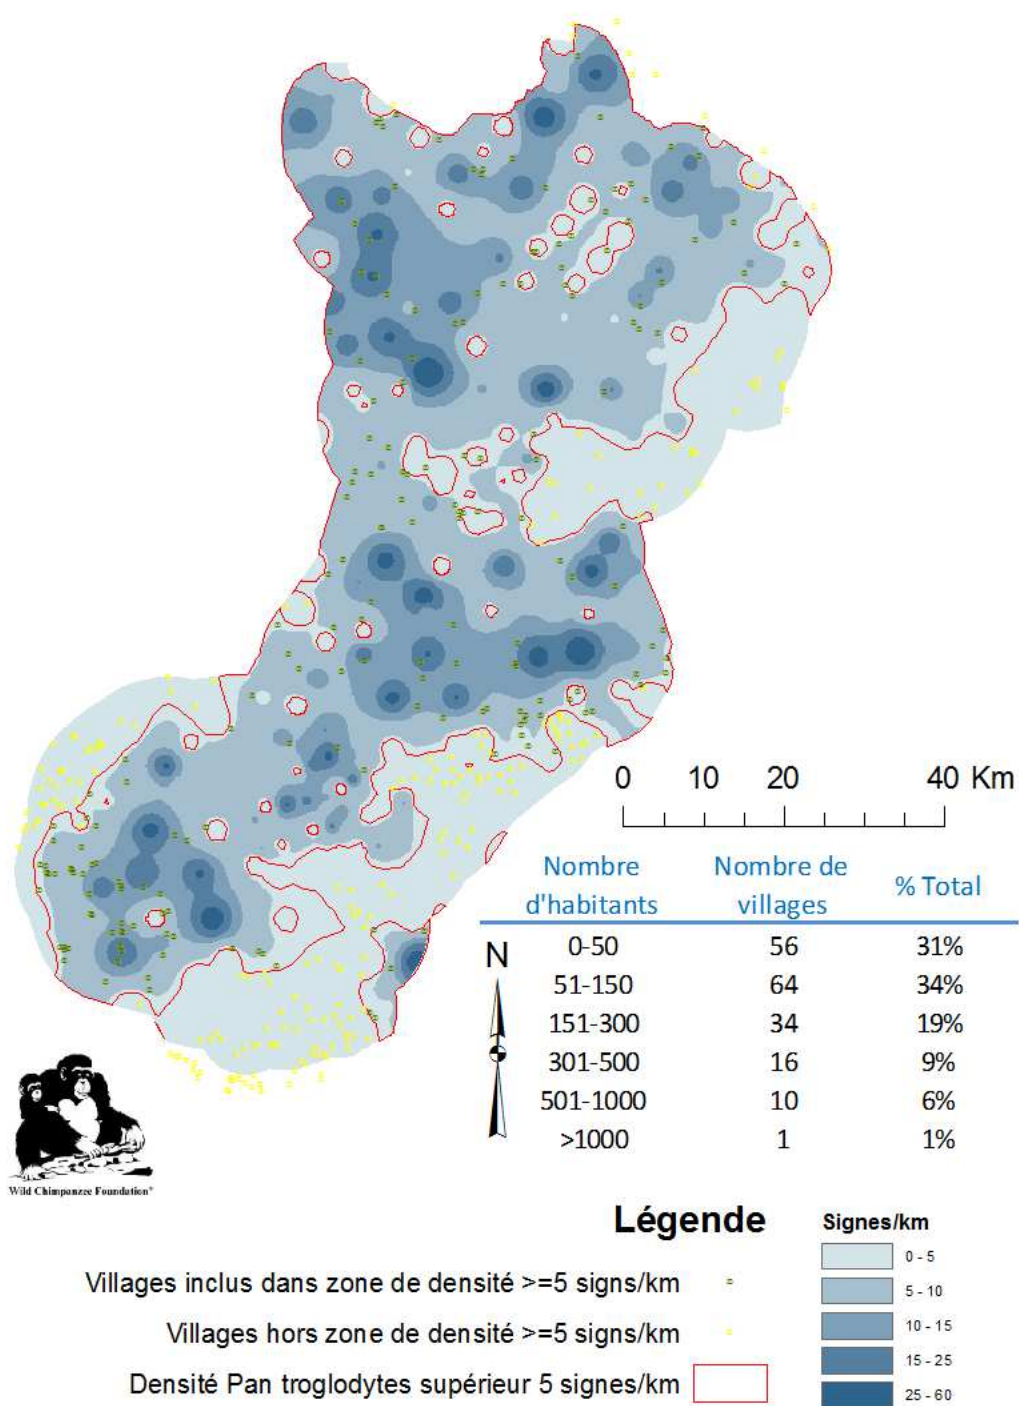 0 10 20 40 Km
Nombre d'habitants Nombre de villages % Total
0-50 56 31%
51-150 64 34%
151-300 34 19%
301-500 16 9%
501-1000 10 6%
>1000 1 1%
N
Wild Chimpanzee Foundation®
Légende
Villages inclus dans zone de densité >=5 signs/km
Villages hors zone de densité >=5 signs/km
Densité Pan troglodytes supérieur 5 signes/km
Signes/km
0 - 5
5 - 10
10 - 15
15 - 25
25 - 60